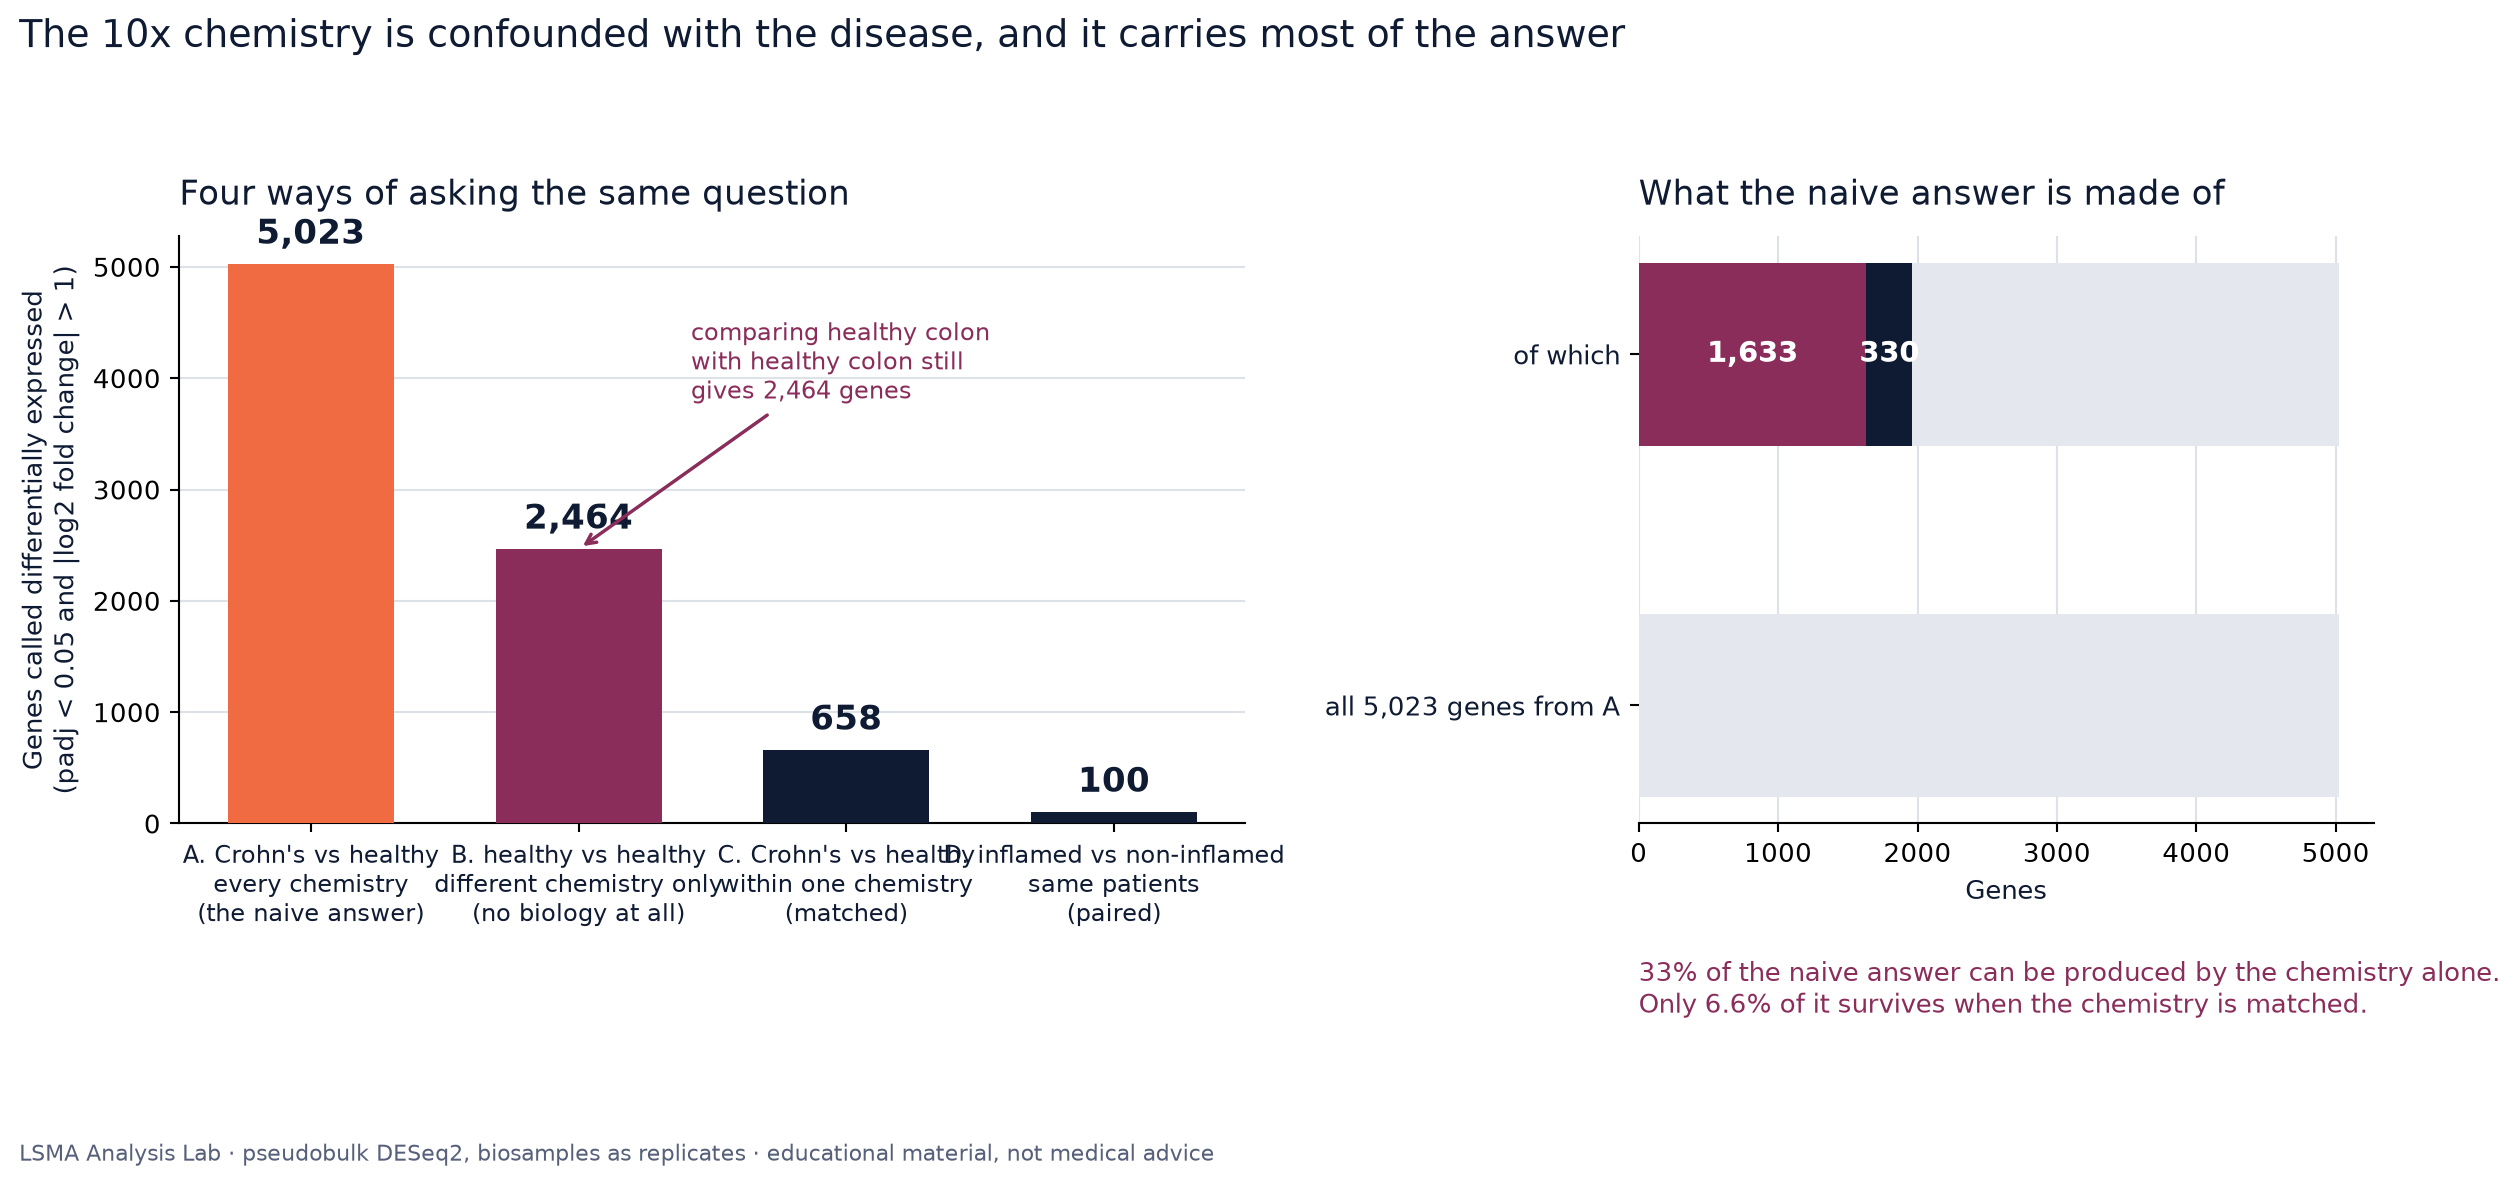 The 10x chemistry is confounded with the disease, and it carries most of the answer
Four ways of asking the same question
Genes called differentially expressed
(padj < 0.05 and |log2 fold change| > 1)
5000
4000
3000
2000
1000
0
5,023
2,464
658
100
comparing healthy colon
with healthy colon still
gives 2,464 genes
A. Crohn's vs healthy
every chemistry
(the naive answer)
B. healthy vs healthy
different chemistry only
(no biology at all)
C. Crohn's vs healthy
within one chemistry
(matched)
D. inflamed vs non-inflamed
same patients
(paired)
What the naive answer is made of
of which
1,633
330
all 5,023 genes from A
0
1000
2000
3000
4000
5000
Genes
33% of the naive answer can be produced by the chemistry alone.
Only 6.6% of it survives when the chemistry is matched.
LSMA Analysis Lab · pseudobulk DESeq2, biosamples as replicates · educational material, not medical advice